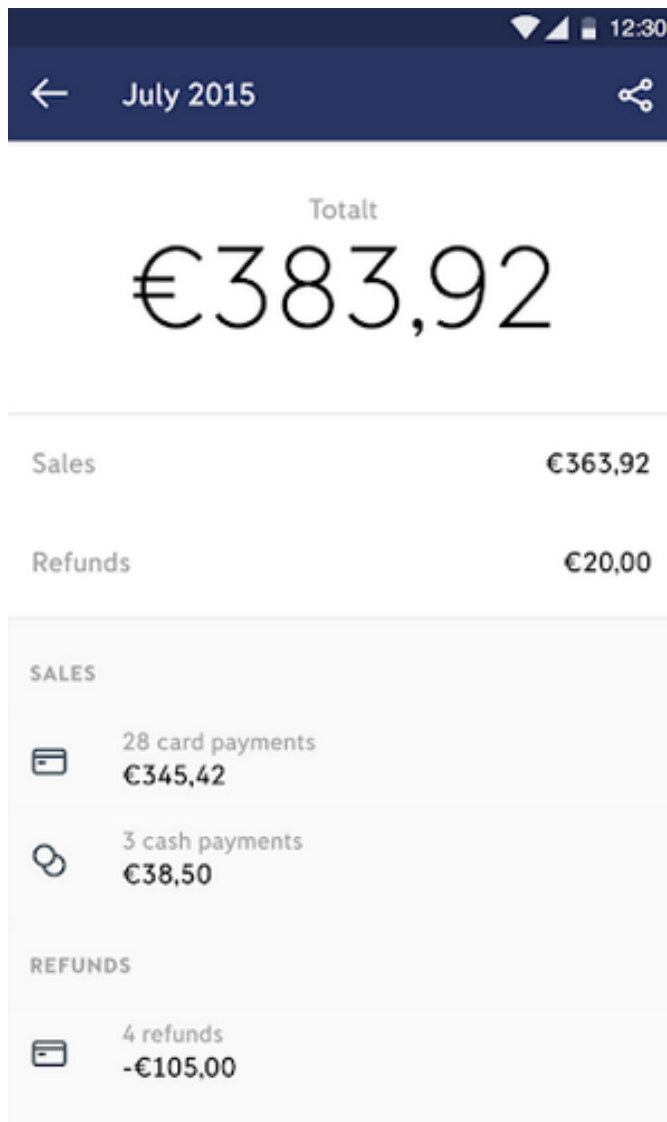 12:30
July 2015
Totalt
€383,92
Sales €363,92
Refunds €20,00
SALES
28 card payments
€345,42
3 cash payments
€38,50
REFUNDS
4 refunds
-€105,00